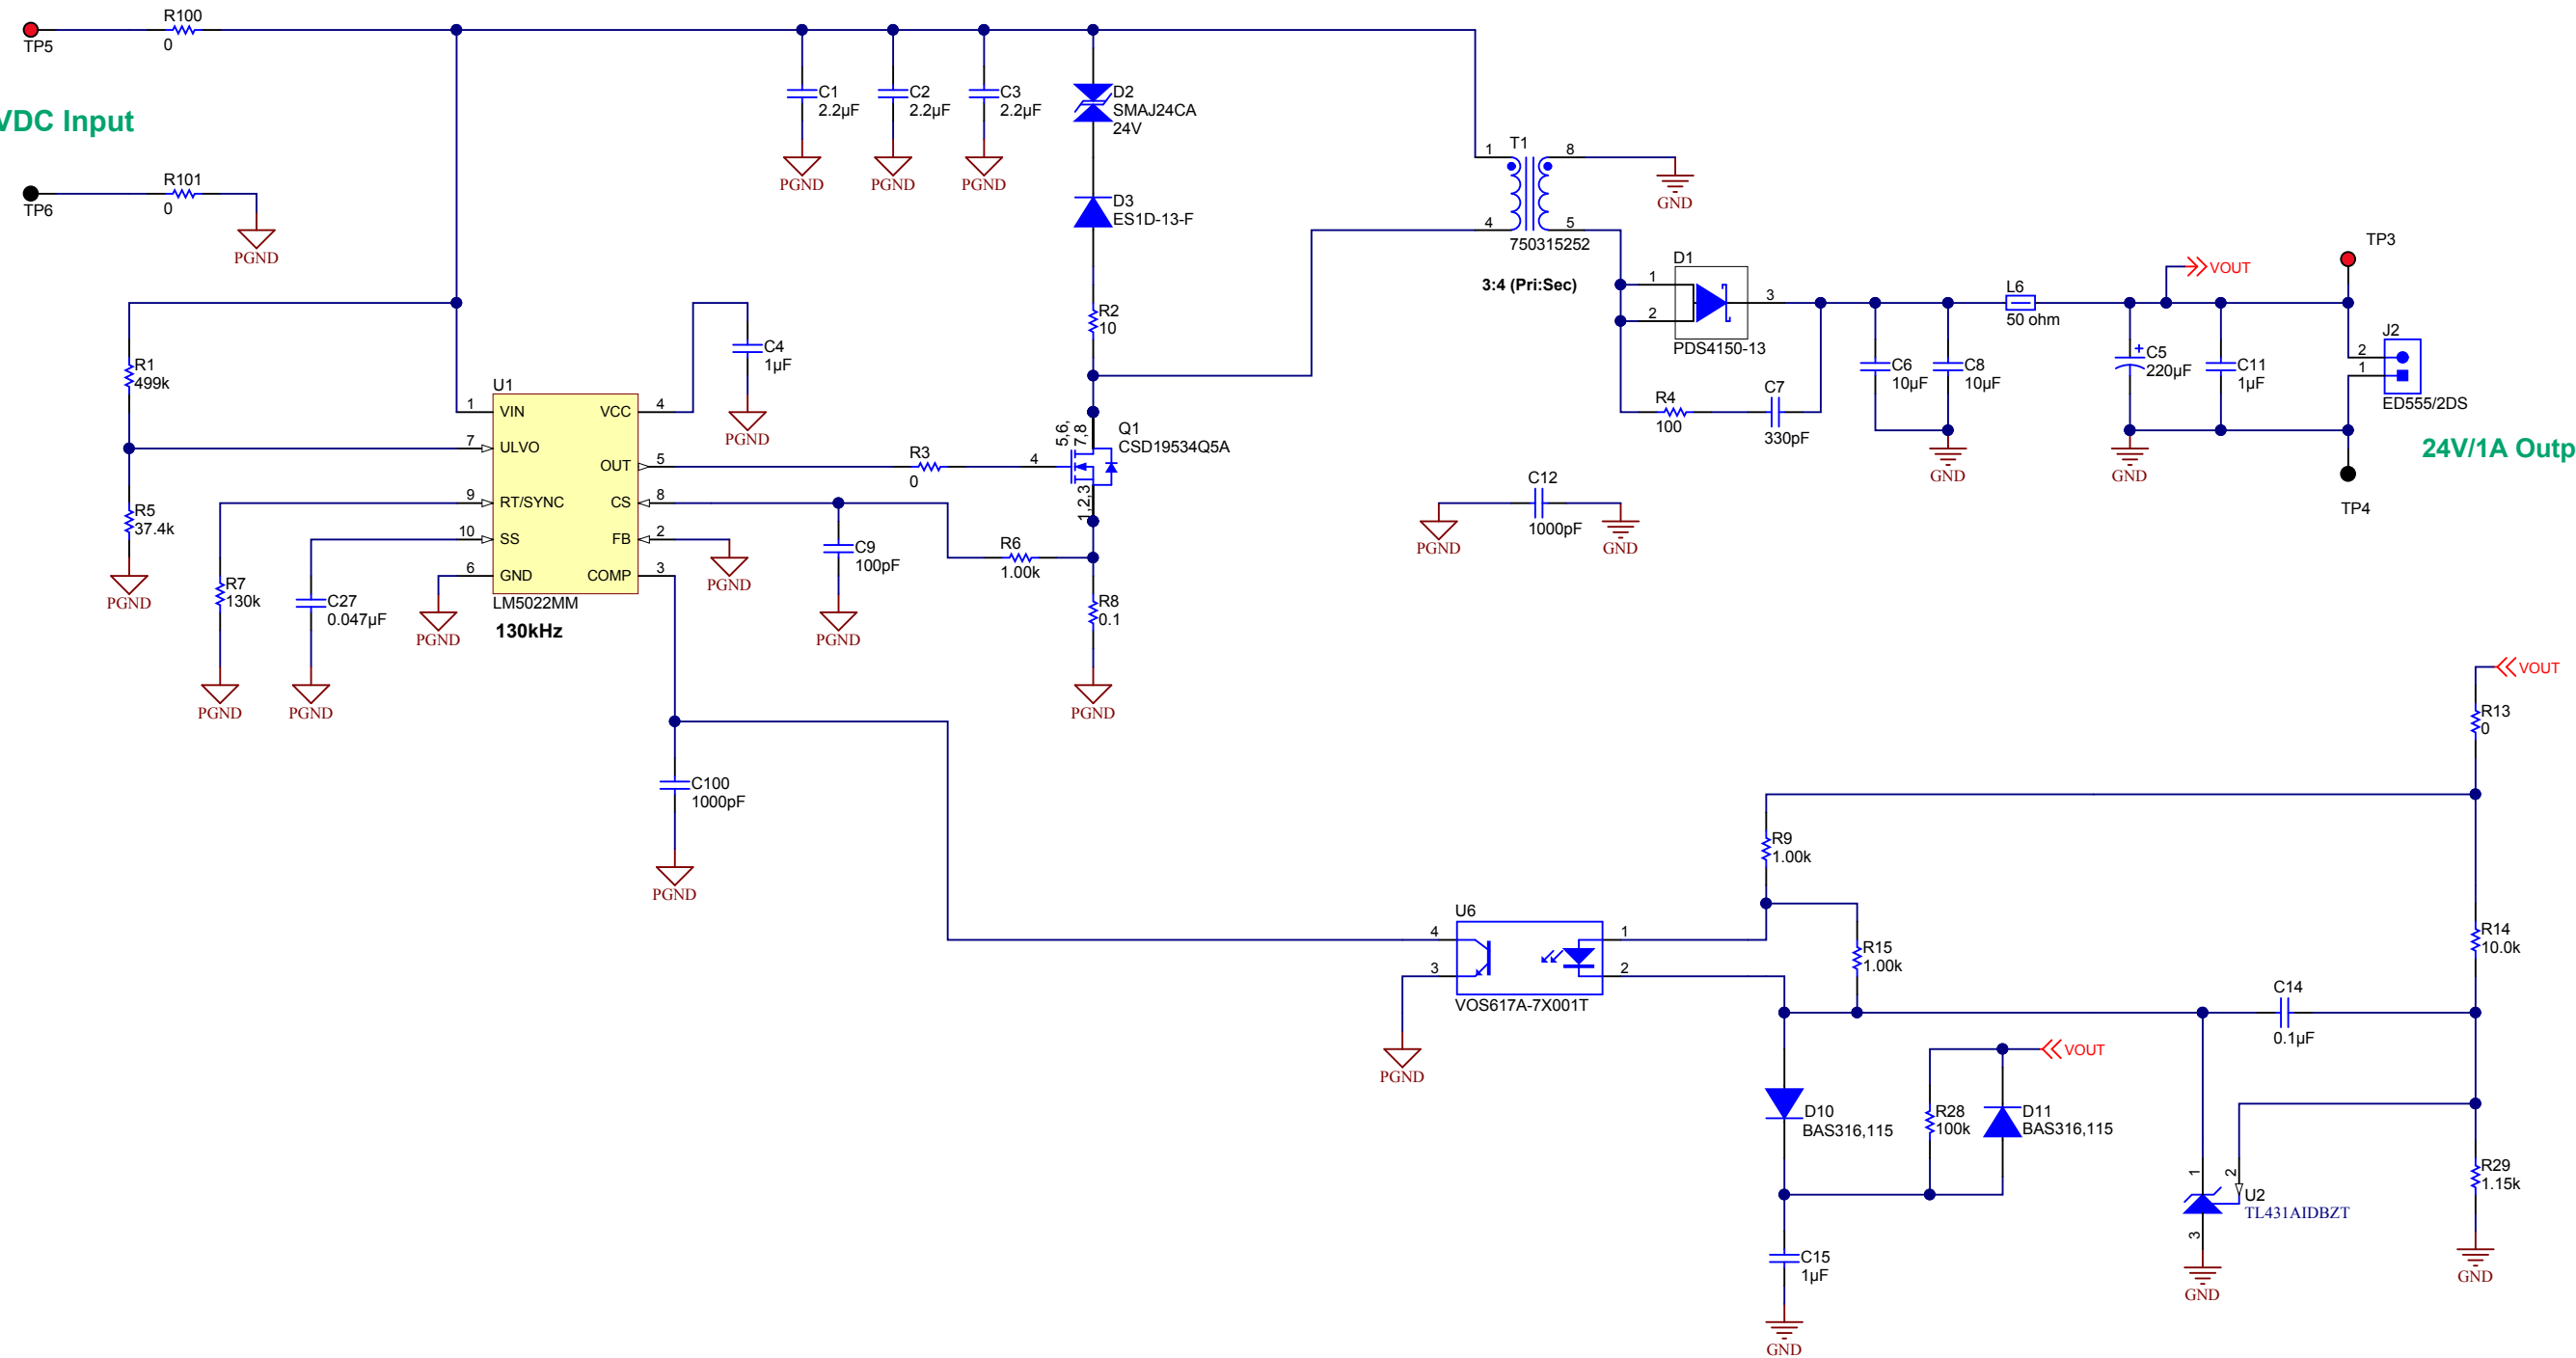 R100
0
TP5
VDC Input
R101
0
TP6
PGND
C1
2.2µF
PGND
C2
2.2µF
PGND
C3
2.2µF
PGND
D2
SMAJ24CA
24V
D3
ES1D-13-F
R2
10
T1
1
8
4
5
750315252
3:4 (Pri:Sec)
GND
D1
1
2
3
PDS4150-13
R4
100
C7
330pF
C6
10µF
C8
10µF
GND
L6
50 ohm
VOUT
TP3
C5
220µF
+
C11
1µF
GND
J2
2
1
ED555/2DS
24V/1A Outp
TP4
R1
499k
R5
37.4k
PGND
R7
130k
PGND
C27
0.047µF
PGND
U1
1
VIN
VCC
4
7
ULVO
OUT
5
9
RT/SYNC
CS
8
10
SS
FB
2
6
GND
COMP
3
LM5022MM
130kHz
PGND
C4
1µF
PGND
R3
0
4
5,6,
7,8
1,2,3
Q1
CSD19534Q5A
PGND
C9
100pF
PGND
R6
1.00k
R8
0.1
PGND
C12
1000pF
PGND
GND
C100
1000pF
PGND
VOUT
R13
0
R9
1.00k
U6
4
3
1
2
VOS617A-7X001T
PGND
R15
1.00k
R14
10.0k
C14
0.1µF
VOUT
D10
BAS316,115
R28
100k
D11
BAS316,115
C15
1µF
GND
1
2
3
U2
TL431AIDBZT
GND
R29
1.15k
GND